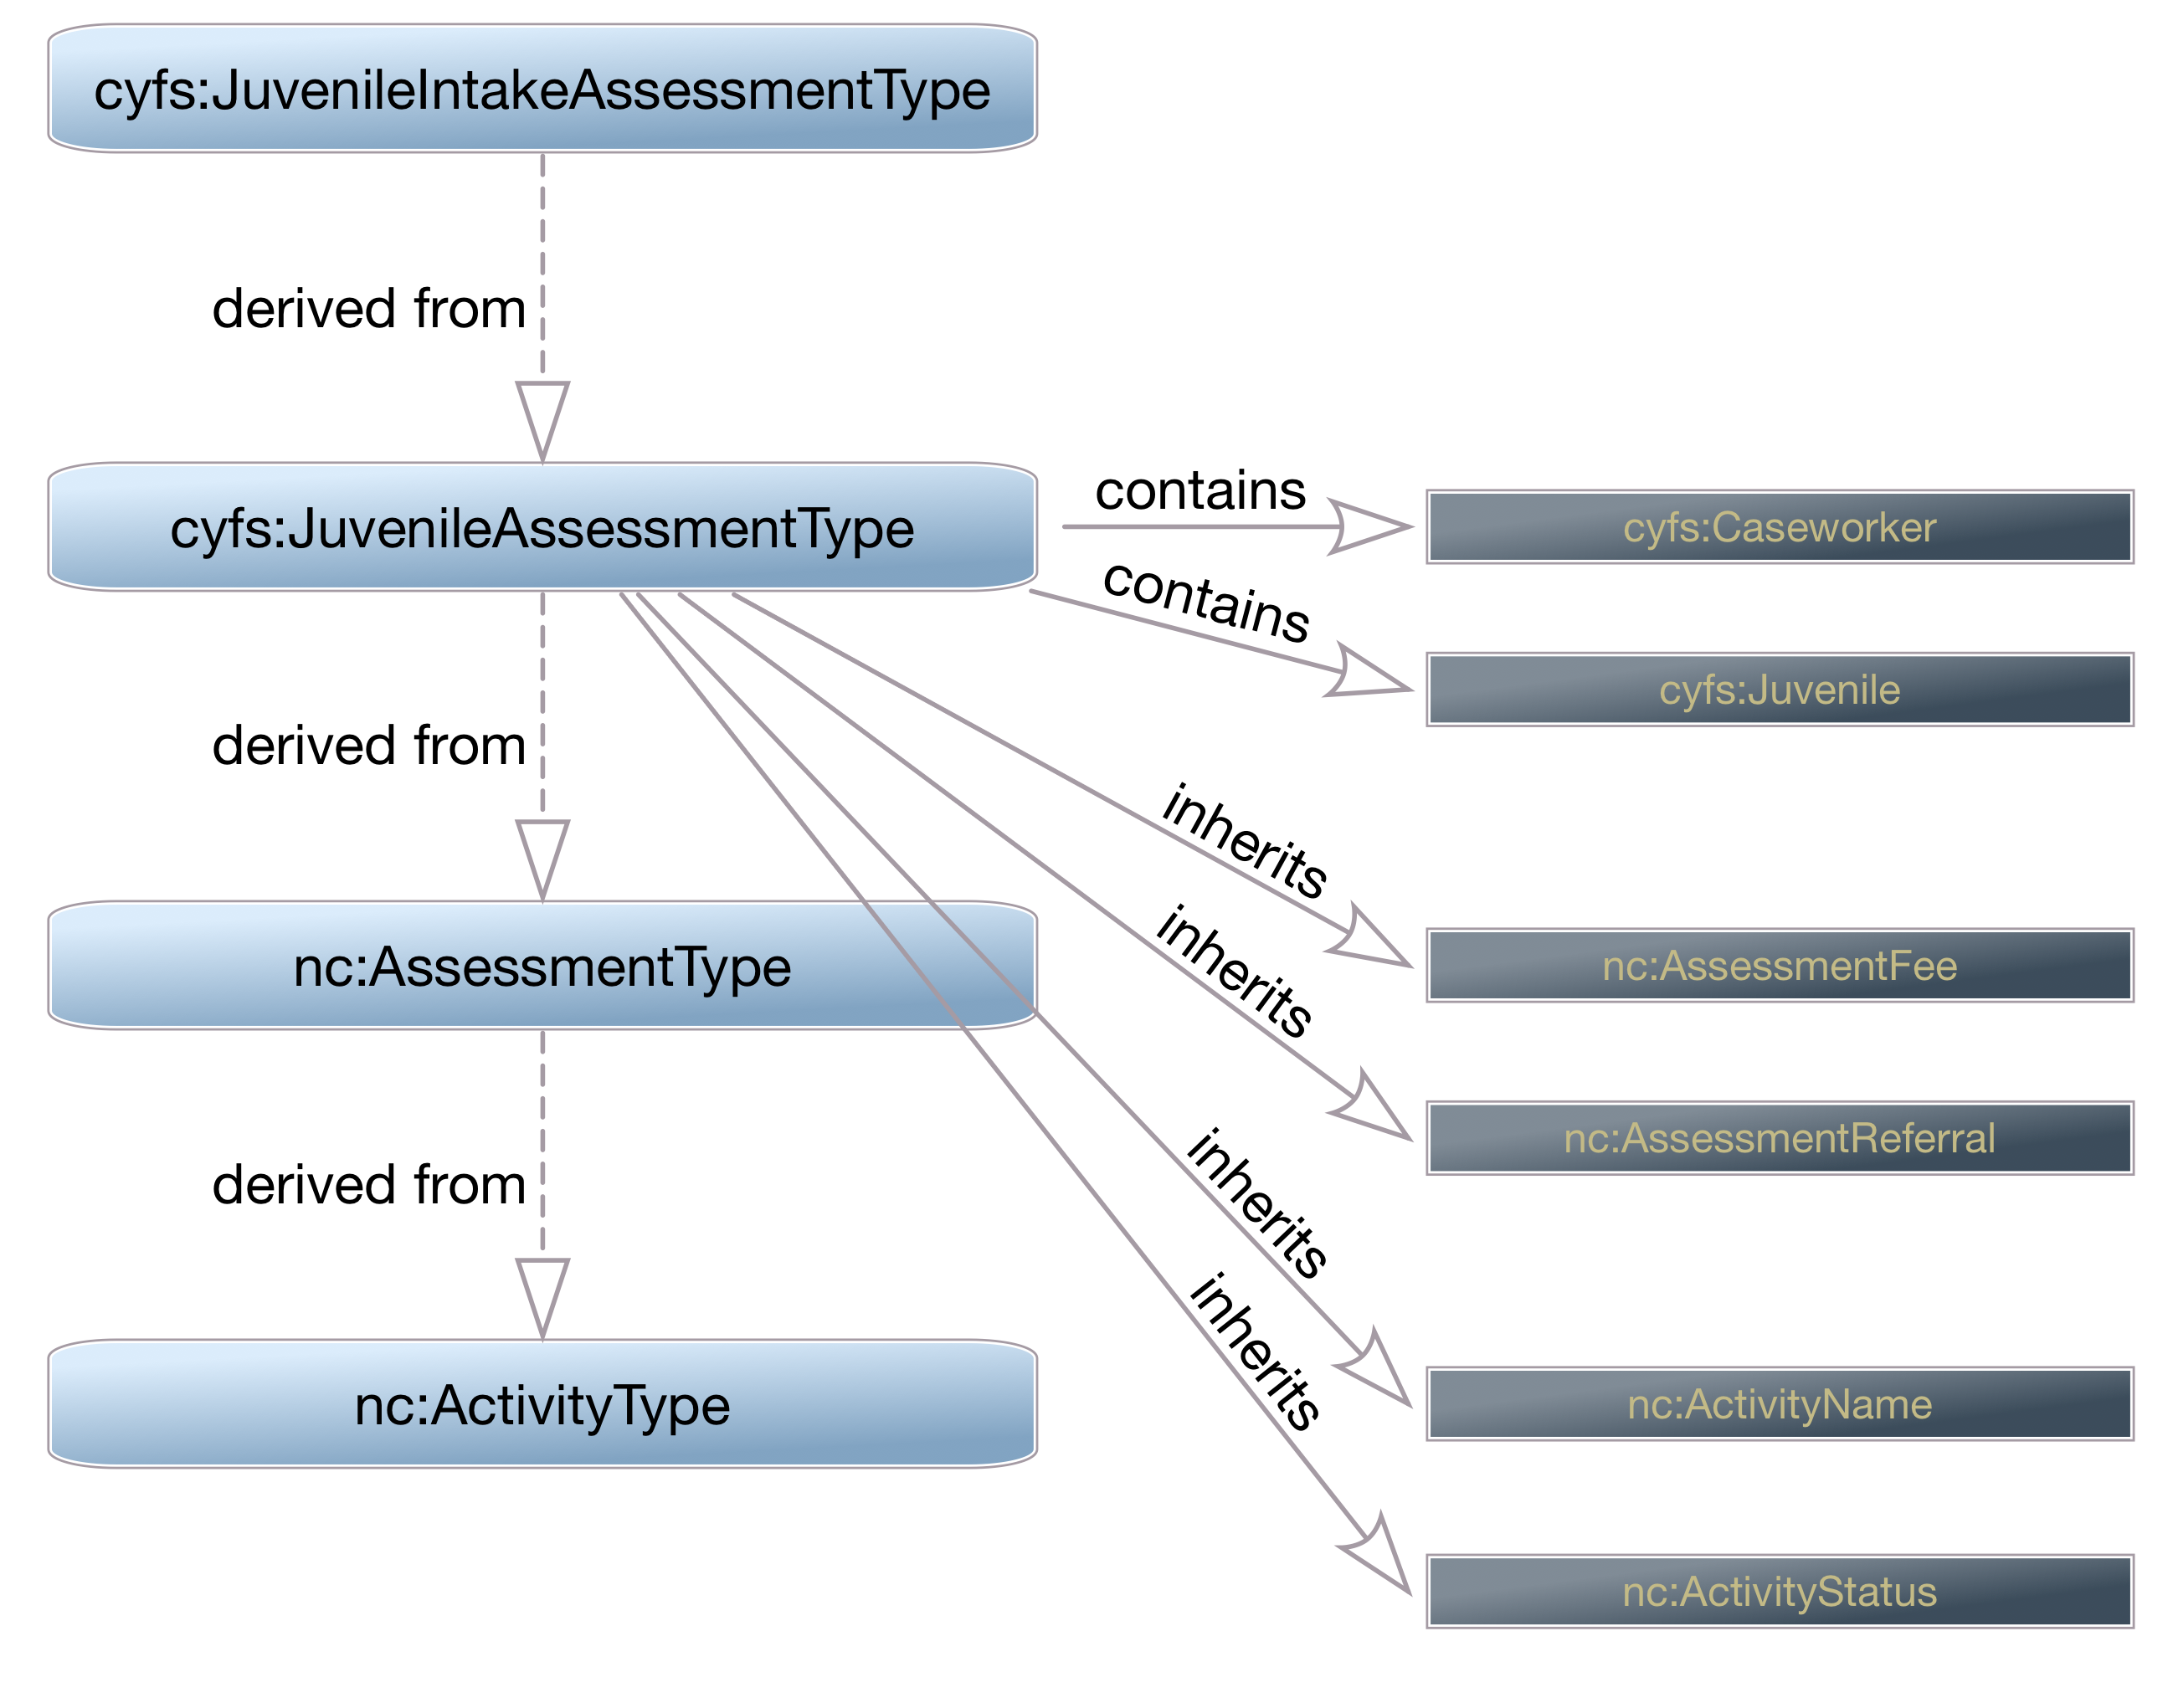 cyfs:JuvenileIntakeAssessmentType
derived from
cyfs:JuvenileAssessmentType
contains
cyfs:Caseworker
contains
cyfs:Juvenile
derived from
inherits
nc:AssessmentType
inherits
nc:AssessmentFee
inherits
nc:AssessmentReferral
derived from
inherits
nc:ActivityType
nc:ActivityName
nc:ActivityStatus